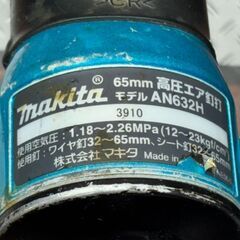 makita®
65mm 高圧エア釘打
モデル AN632H
3910
使用空気圧：1.18〜2.26MPa (12〜23kgf/cm²)
使用釘：ワイヤ釘32〜65mm、シート釘32〜65mm
株式会社マキタ Made in